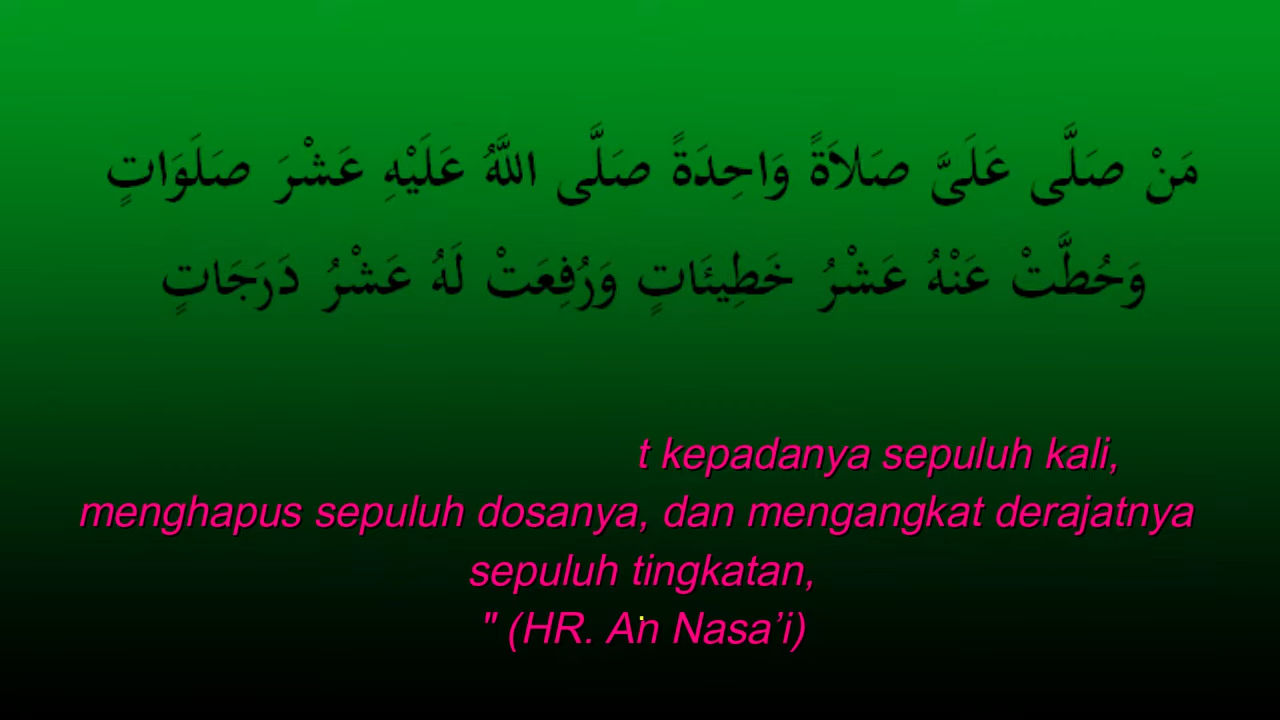 مَنْ صَلَّى عَلَىَّ صَلاَةً وَاحِدَةً صَلَّى اللَّهُ عَلَيْهِ عَشْرَ صَلَوَاتٍ
وَحُطَّتْ عَنْهُ عَشْرُ خَطِيئَاتٍ وَرُفِعَتْ لَهُ عَشْرُ دَرَجَاتٍ
t kepadanya sepuluh kali,
menghapus sepuluh dosanya, dan mengangkat derajatnya
sepuluh tingkatan,
" (HR. An Nasa’i)